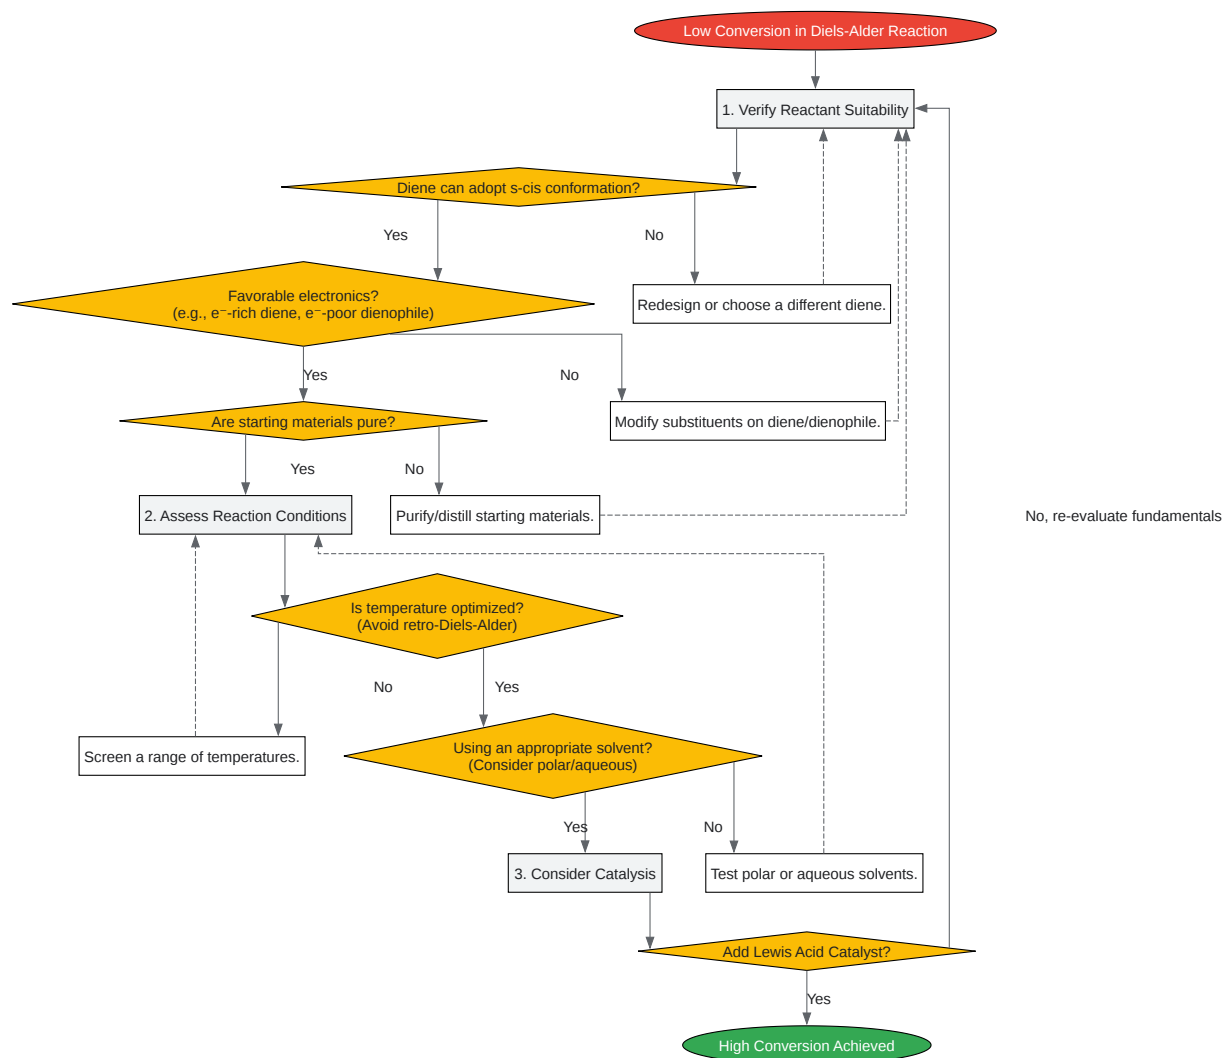 Low Conversion in Diels-Alder Reaction
1. Verify Reactant Suitability
Diene can adopt s-cis conformation?
Yes
No
Favorable electronics?
(e.g., e⁻-rich diene, e⁻-poor dienophile)
Redesign or choose a different diene.
Yes
No
Are starting materials pure?
Modify substituents on diene/dienophile.
Yes
No
2. Assess Reaction Conditions
Purify/distill starting materials.
No, re-evaluate fundamentals
Is temperature optimized?
(Avoid retro-Diels-Alder)
No
Yes
Screen a range of temperatures.
Using an appropriate solvent?
(Consider polar/aqueous)
Yes
No
3. Consider Catalysis
Test polar or aqueous solvents.
Add Lewis Acid Catalyst?
Yes
High Conversion Achieved